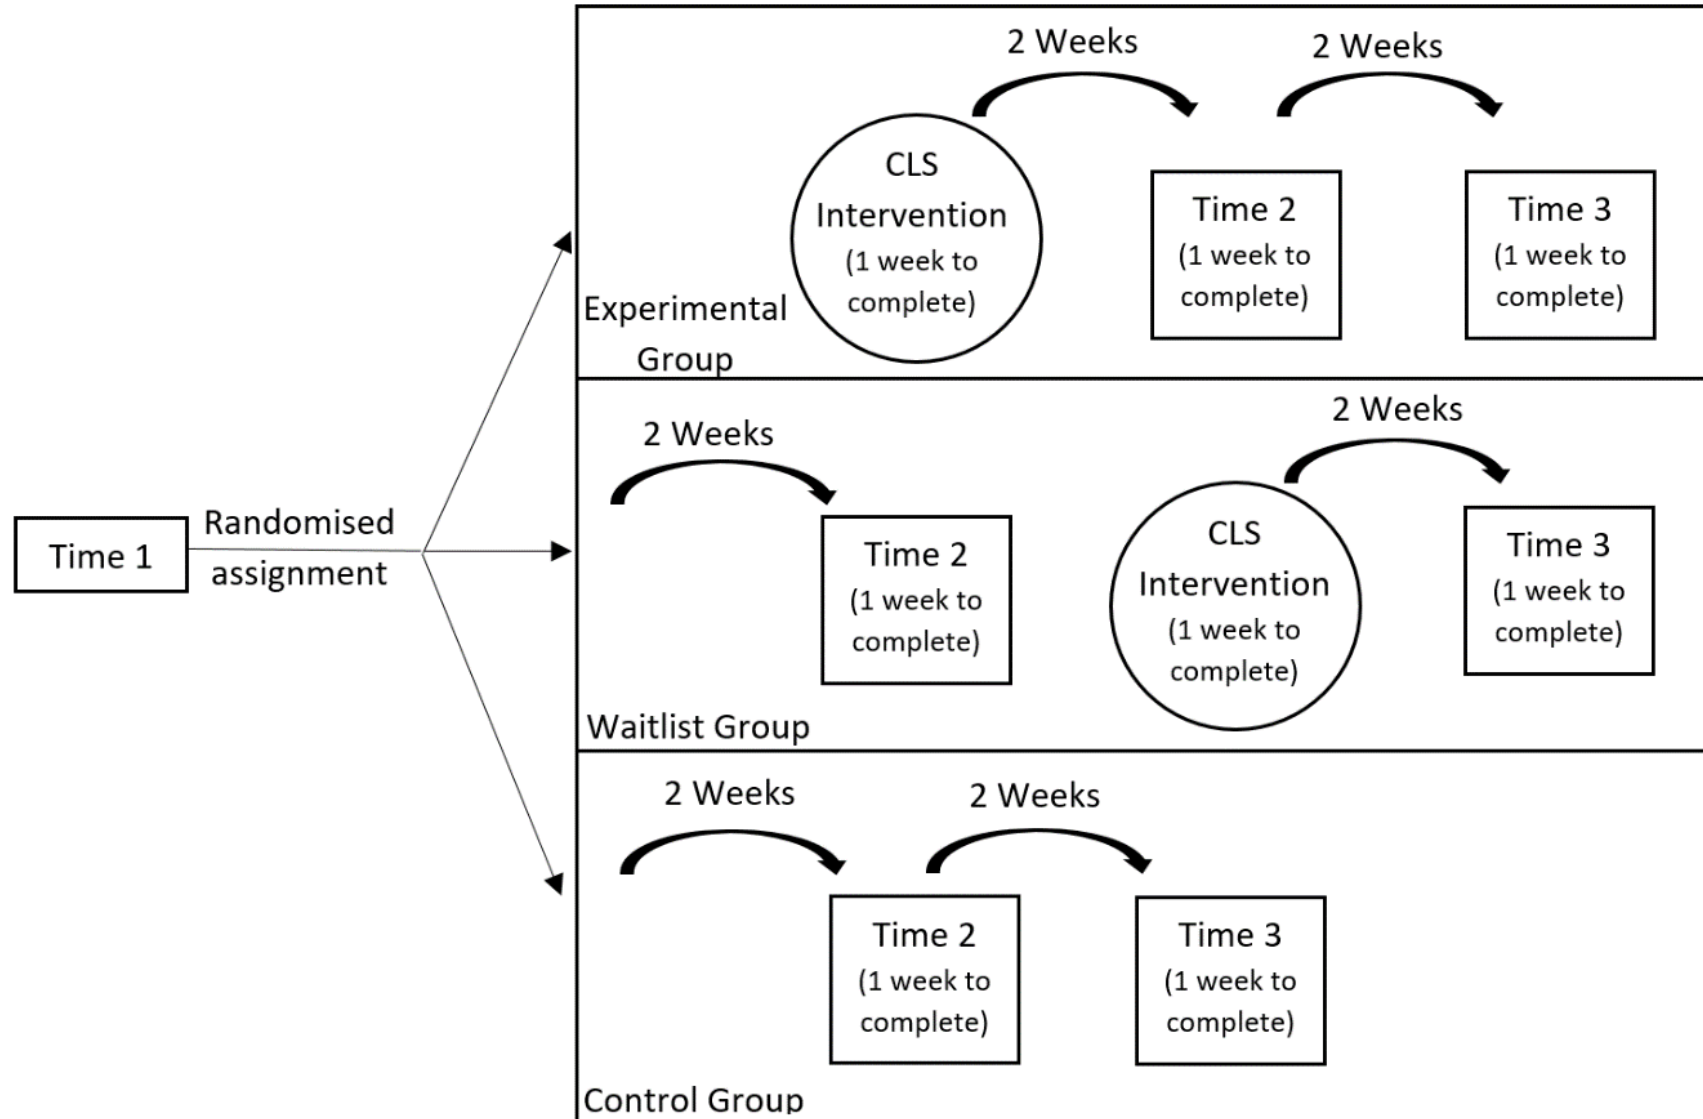 Time 1
Randomised
assignment
2 Weeks
2 Weeks
CLS
Intervention
(1 week to
complete)
Time 2
(1 week to
complete)
Time 3
(1 week to
complete)
Experimental
Group
2 Weeks
2 Weeks
Time 2
(1 week to
complete)
CLS
Intervention
(1 week to
complete)
Time 3
(1 week to
complete)
Waitlist Group
2 Weeks
2 Weeks
Time 2
(1 week to
complete)
Time 3
(1 week to
complete)
Control Group